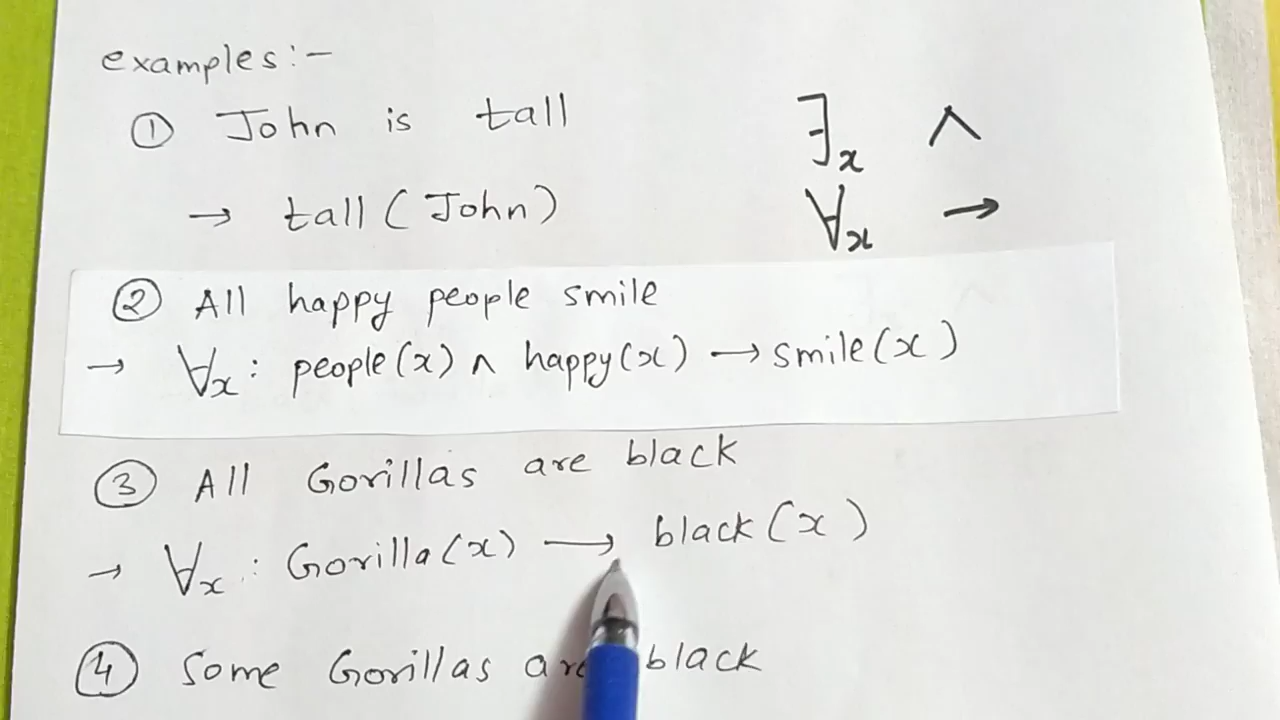 examples:-
① John is tall
→ tall(John)
∃x ∧
∀x →
② All happy people smile
→ ∀x: people(x) ∧ happy(x) → smile(x)
③ All Gorillas are black
→ ∀x: Gorilla(x) → black(x)
④ Some Gorillas are black